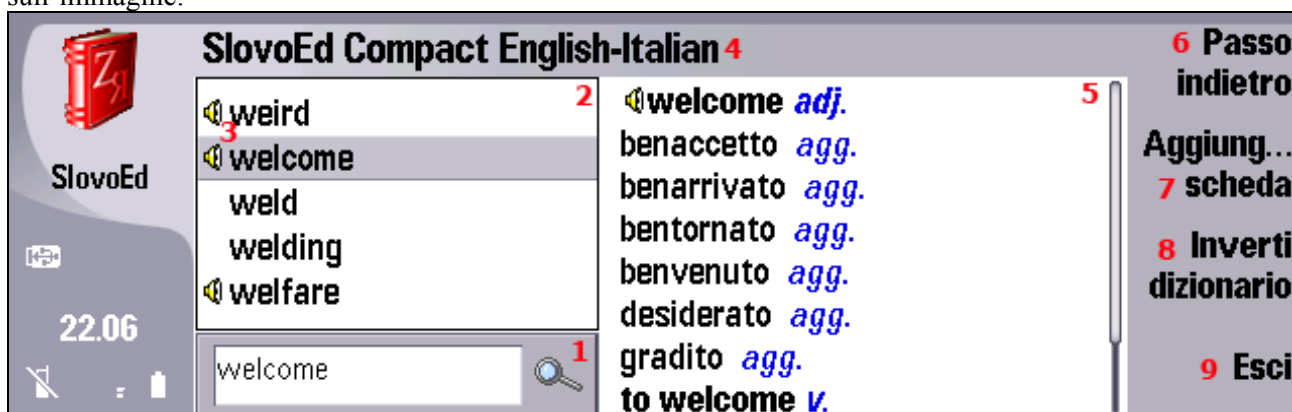 sull'immagine.
SlovoEd Compact English-Italian 4
SlovoEd
22.06
weird 2
3
welcome
weld
welding
welfare
welcome 1
welcome adj. 5
benaccetto agg.
benarrivato agg.
bentornato agg.
benvenuto agg.
desiderato agg.
gradito agg.
to welcome v.
6 Passo
indietro
Aggiung...
7 scheda
8 Inverti
dizionario
9 Esci